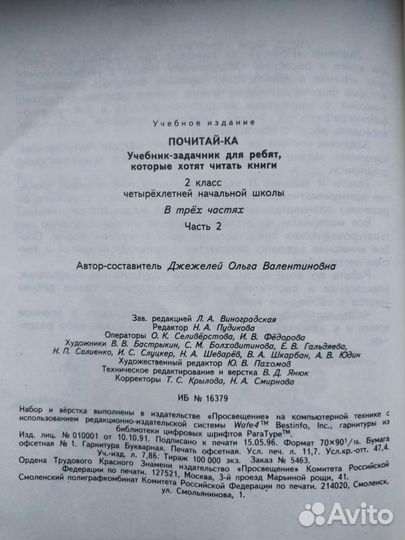 Учебное издание
ПОЧИТАЙ-КА
Учебник-задачник для ребят,
которые хотят читать книги
2 класс
четырёхлетней начальной школы
В трёх частях
Часть 2
Автор-составитель Джежелей Ольга Валентиновна
Зав. редакцией Л. А. Виноградская
Редактор Н. А. Пудикова
Операторы О. К. Селивёрстова, И. В. Фёдорова
Художники В. В. Бастрыкин, С. М. Болховитинова, Е. В. Гальдяева,
Н. П. Салиенко, И. С. Слуцкер, Н. А. Шеварёв, В. А. Шкарбан, А. В. Юдин
Художественный редактор Ю. В. Пахомов
Техническое редактирование и верстка В. Д. Янюк
Корректоры Т. С. Крылова, Н. А. Смирнова
ИБ № 16379
Набор и вёрстка выполнены в издательстве «Просвещение» на компьютерной технике с
использованием редакционно-издательской системы Wave4™ Bestinfo, Inc., гарнитуры из
библиотеки цифровых шрифтов ParaType™.
Изд. лиц. № 010001 от 10.10.91. Подписано к печати 15.05.96. Формат 70×90¹/₁₆. Бумага
офсетная № 1. Гарнитура Букварная. Печать офсетная. Усл. печ. л. 11,7. Усл.кр.-отт. 47,4.
Уч.-изд. л. 7,86. Тираж 100 000 экз. Заказ № 5463.
Ордена Трудового Красного Знамени издательство «Просвещение» Комитета Российской
Федерации по печати. 127521, Москва, 3-й проезд Марьиной рощи, 41.
Смоленский полиграфкомбинат Комитета Российской Федерации по печати. 214020, Смоленск,
ул. Смольянинова, 1.
Avito